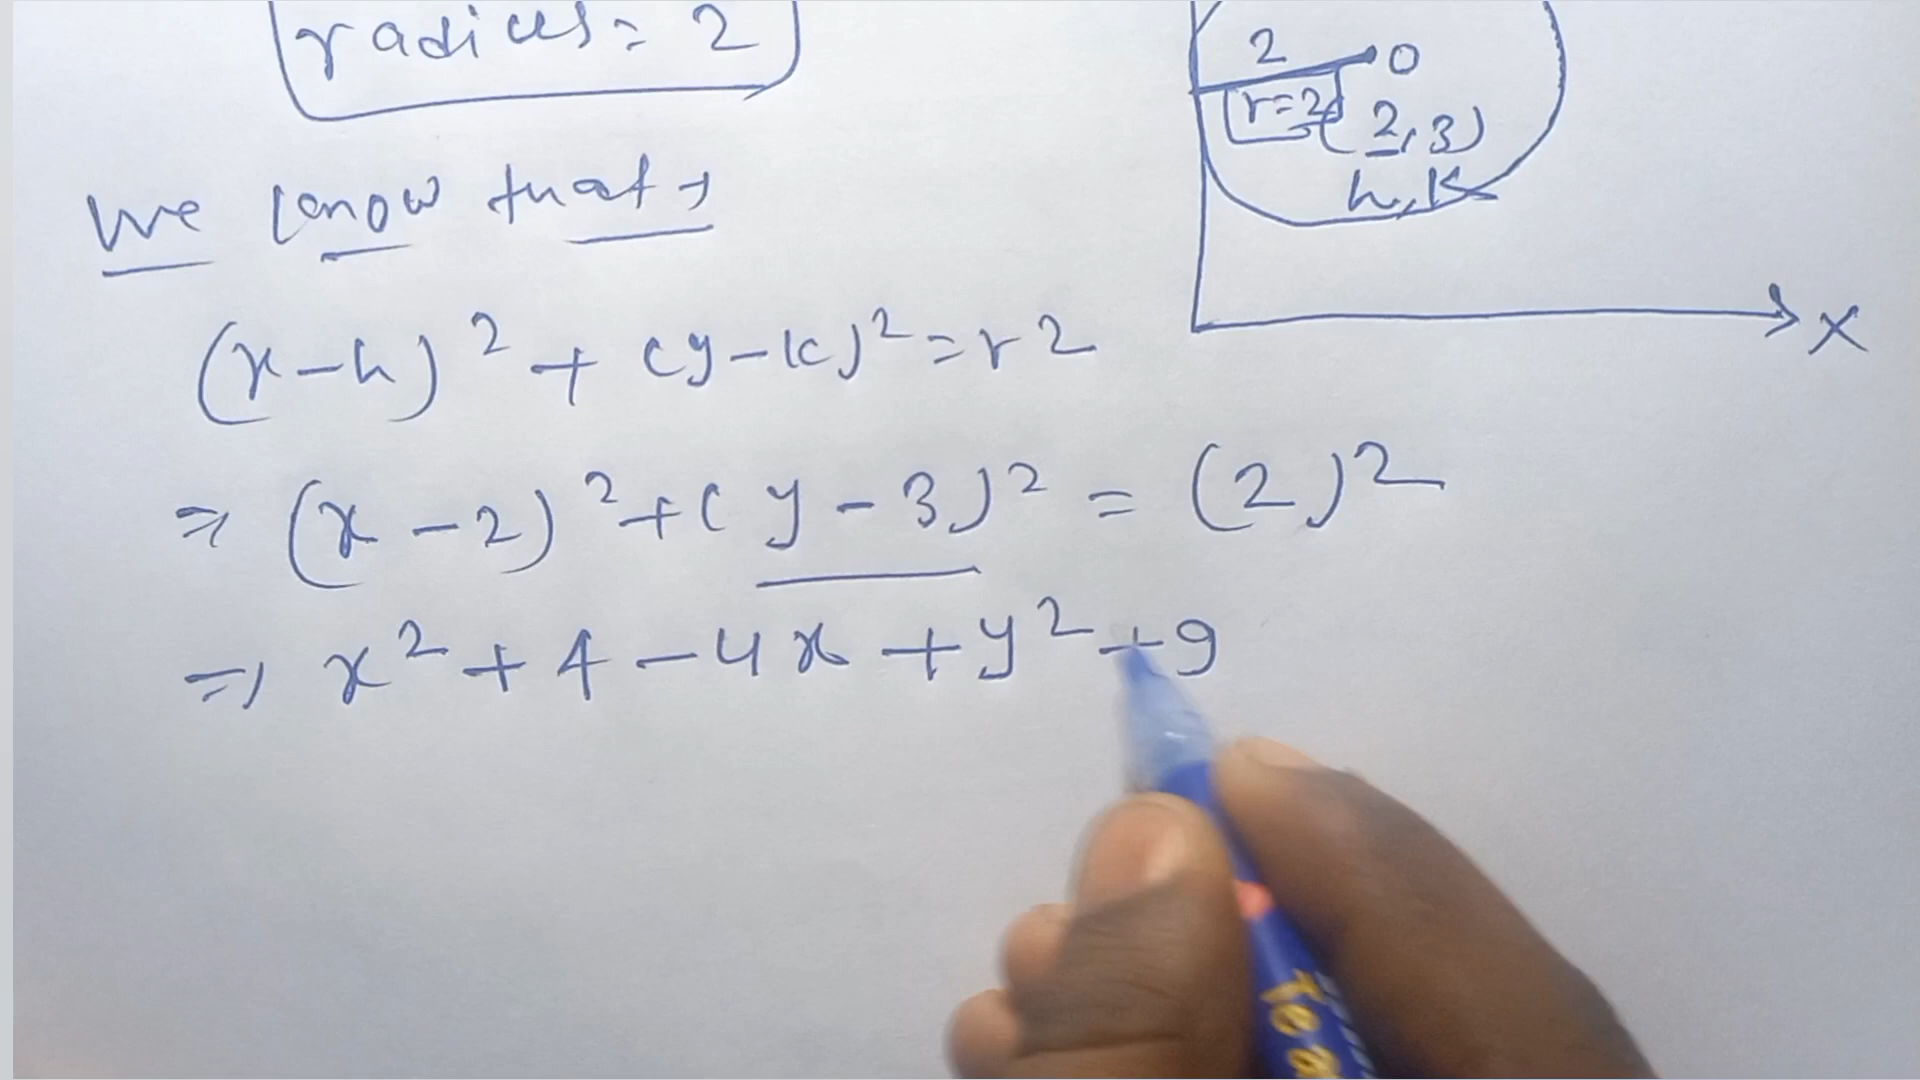 radius = 2
2 O
r=2 (2,3)
h,k
We know that →
(x-h)² + (y-k)² = r2
X
⇒ (x-2)²+(y-3)² = (2)²
⇒ x²+4-4x+y²+9